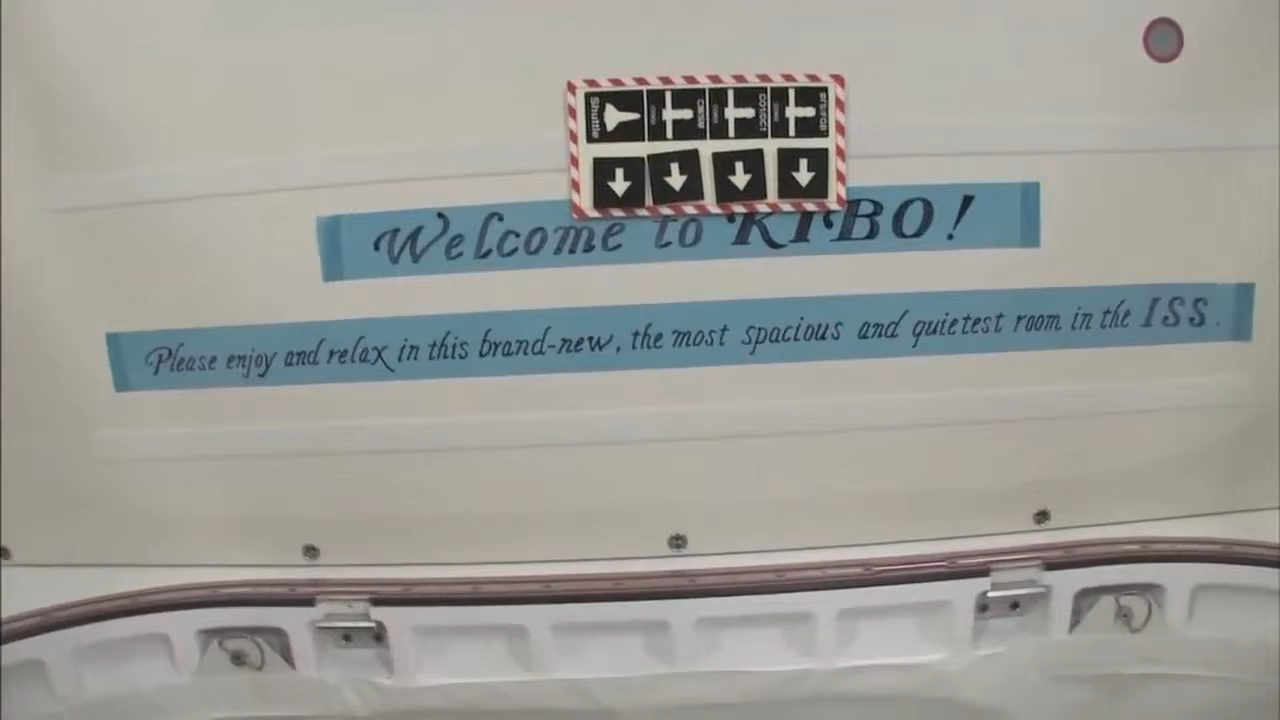 Shuttle
Welcome to KIBO!
Please enjoy and relax in this brand-new, the most spacious and quietest room in the ISS.